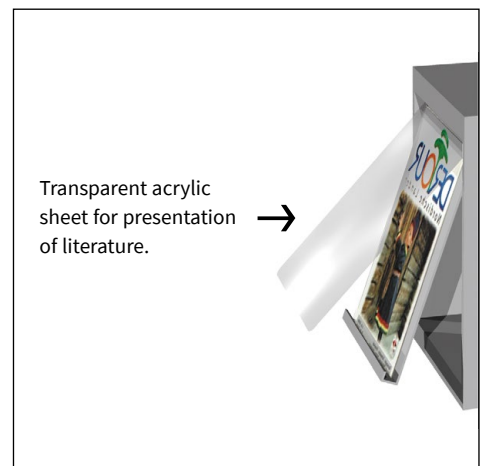 Transparent acrylic
sheet for presentation
of literature.